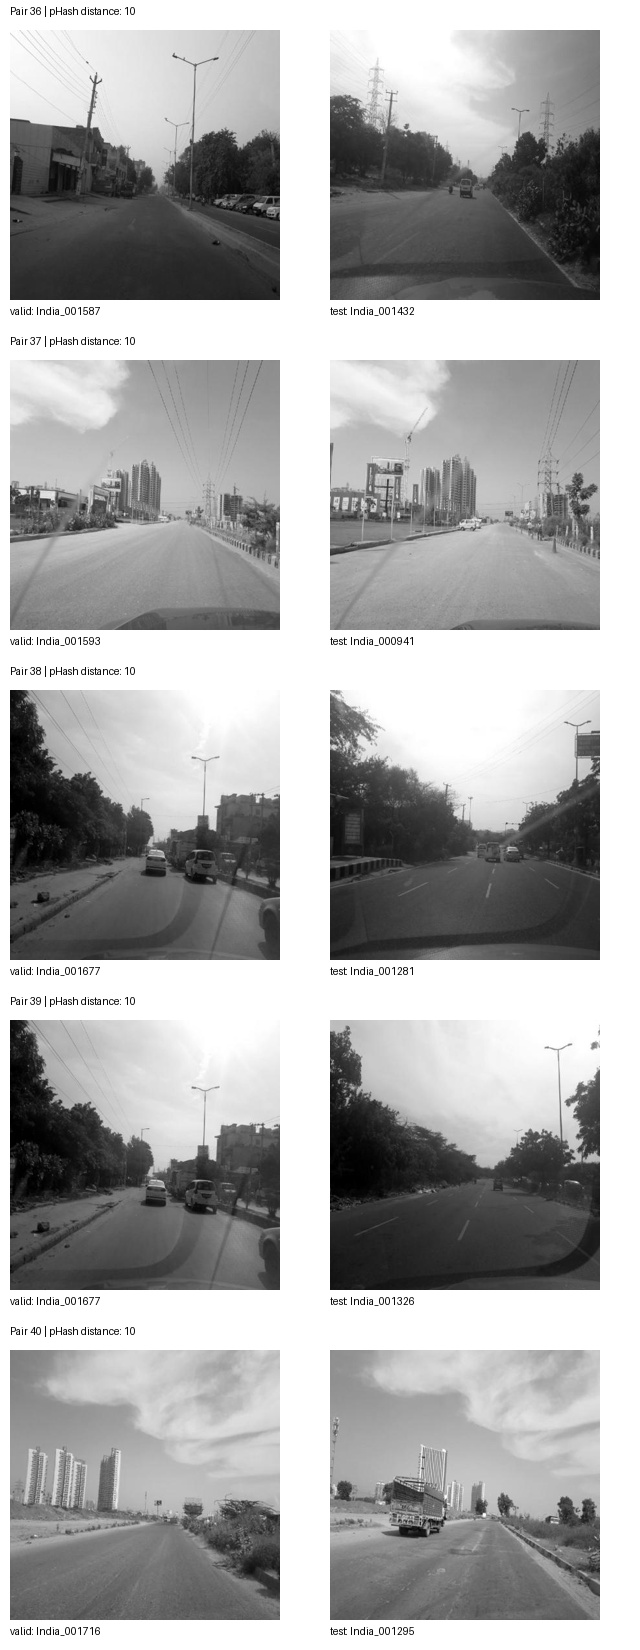 Pair 36 | pHash distance: 10
valid: India_001587
test: India_001432
Pair 37 | pHash distance: 10
valid: India_001593
test: India_000941
Pair 38 | pHash distance: 10
valid: India_001677
test: India_001281
Pair 39 | pHash distance: 10
valid: India_001677
test: India_001326
Pair 40 | pHash distance: 10
valid: India_001716
test: India_001295